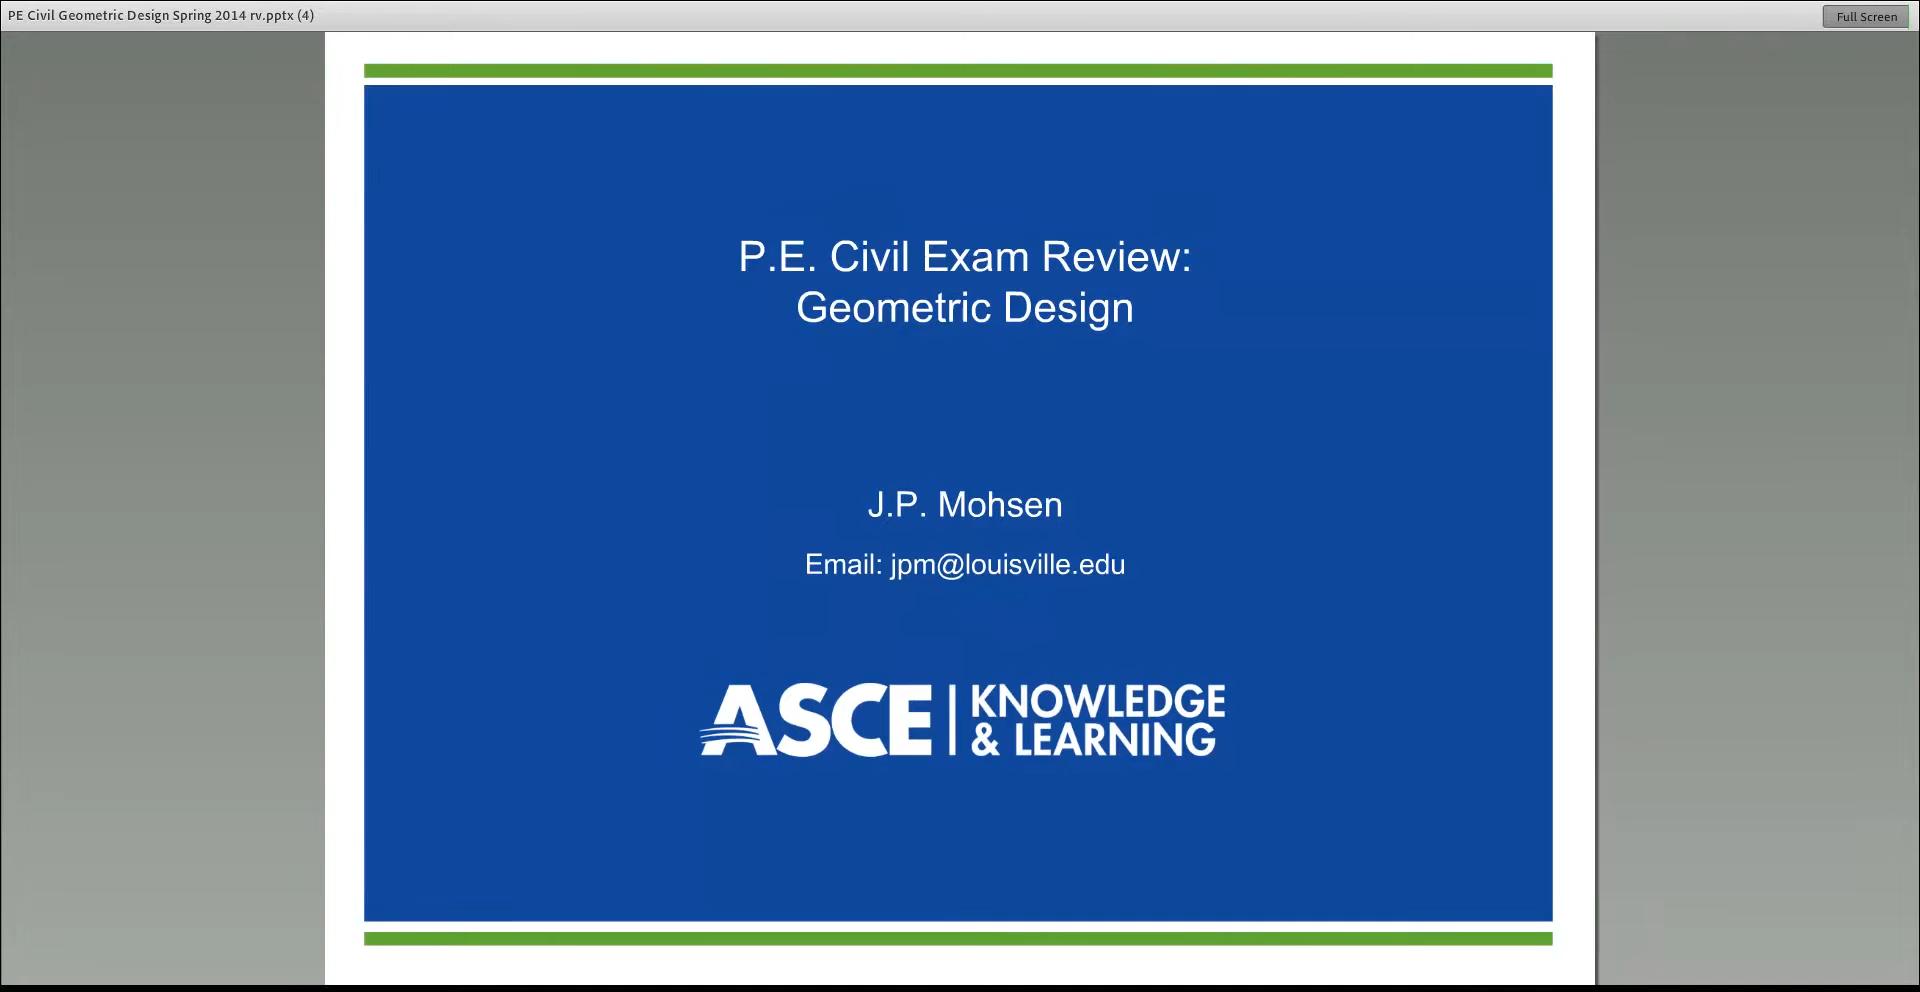 PE Civil Geometric Design Spring 2014 rv.pptx (4)
Full Screen
P.E. Civil Exam Review:
Geometric Design
J.P. Mohsen
Email: jpm@louisville.edu
ASCE | KNOWLEDGE
& LEARNING